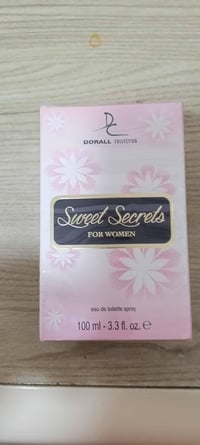 DC
DORALL COLLECTION
Sweet Secrets
FOR WOMEN
eau de toilette spray
100 ml - 3.3 fl. oz. ℮